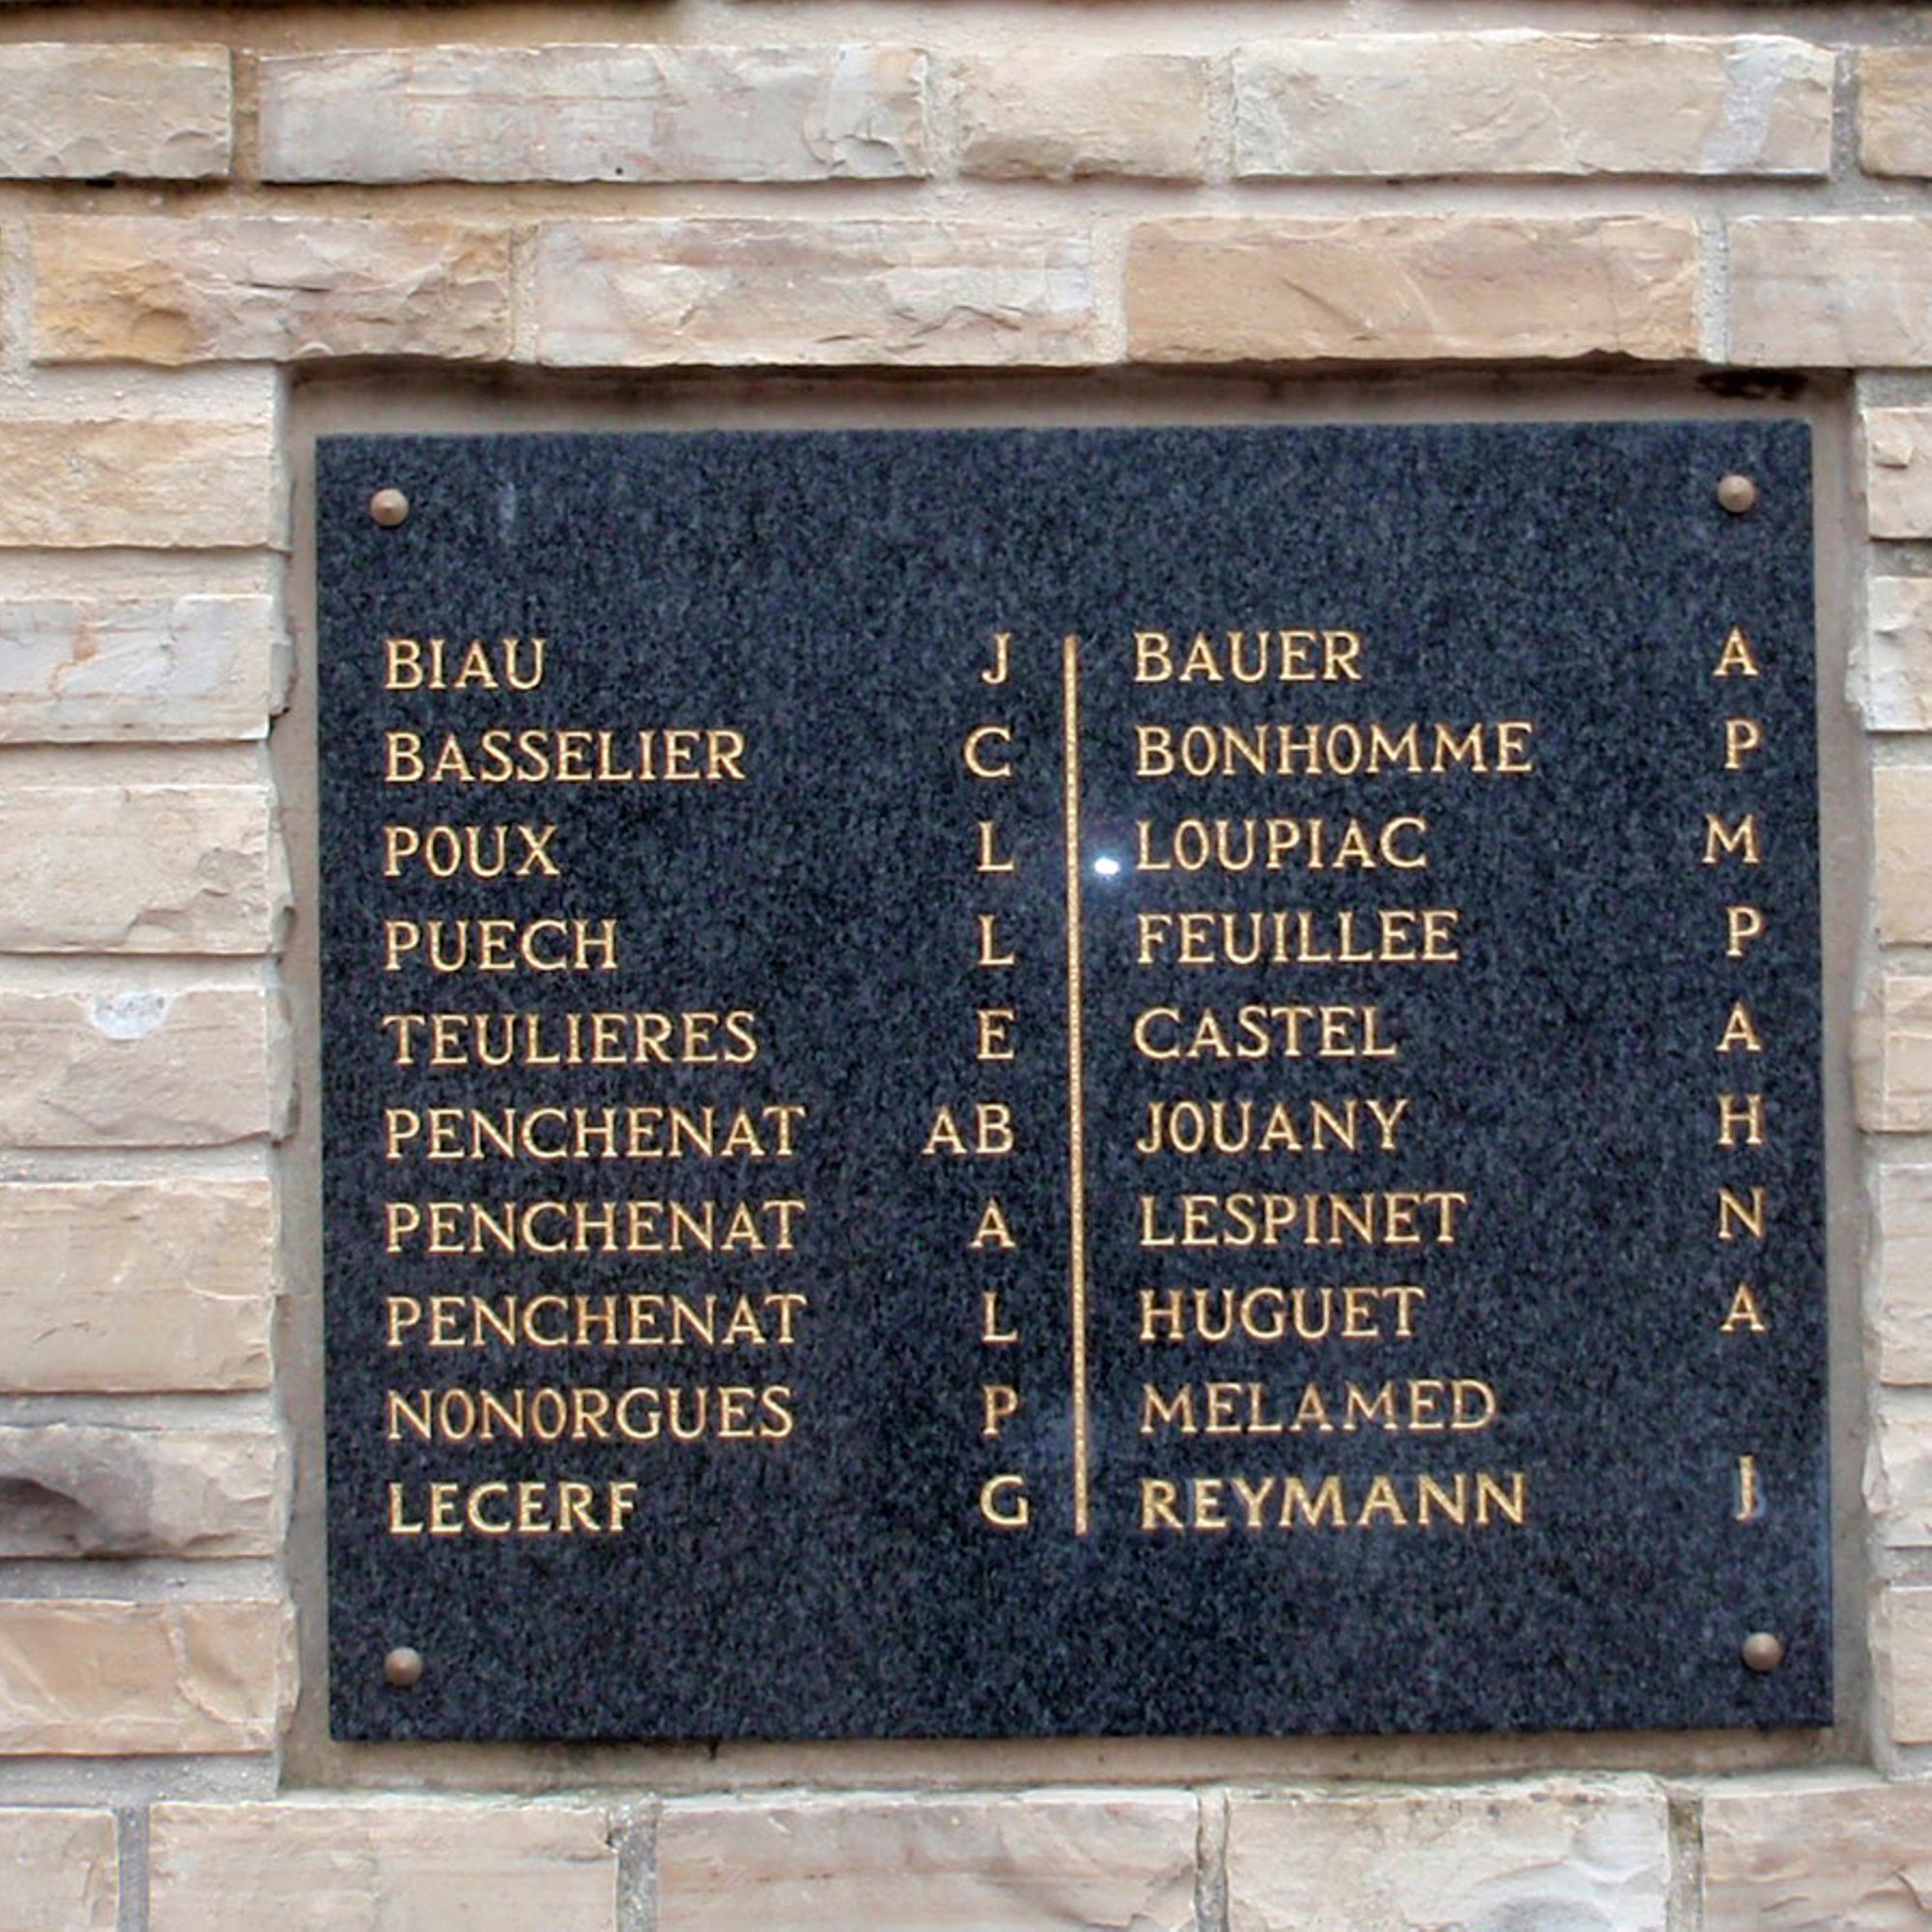 BIAU J
BASSELIER C
POUX L
PUECH L
TEULIERES E
PENCHENAT AB
PENCHENAT A
PENCHENAT L
NONORGUES P
LECERF G
BAUER A
BONHOMME P
LOUPIAC M
FEUILLEE P
CASTEL A
JOUANY H
LESPINET N
HUGUET A
MELAMED
REYMANN J